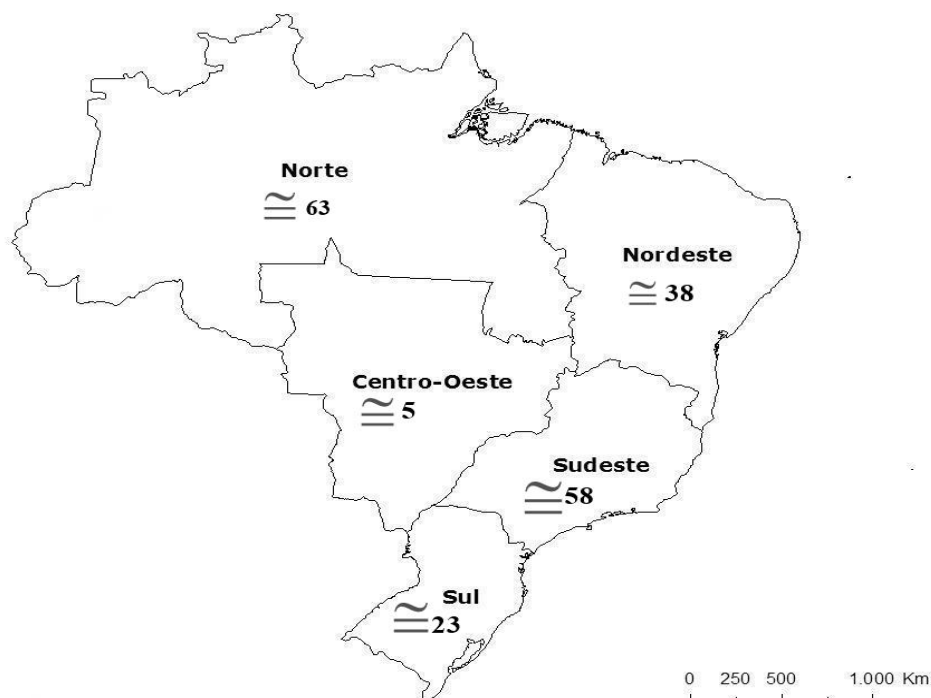 Norte
≅ 63
Nordeste
≅ 38
Centro-Oeste
≅ 5
Sudeste
≅ 58
Sul
≅ 23
0 250 500 1.000 Km